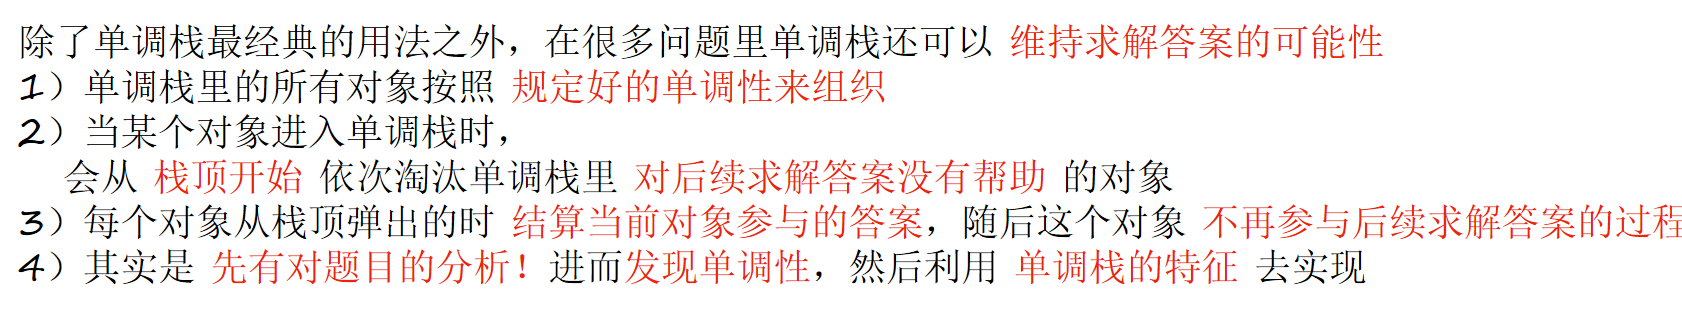 除了单调栈最经典的用法之外，在很多问题里单调栈还可以 维持求解答案的可能性
1）单调栈里的所有对象按照 规定好的单调性来组织
2）当某个对象进入单调栈时，
会从 栈顶开始 依次淘汰单调栈里 对后续求解答案没有帮助 的对象
3）每个对象从栈顶弹出的时 结算当前对象参与的答案，随后这个对象 不再参与后续求解答案的过程
4）其实是 先有对题目的分析！进而发现单调性，然后利用 单调栈的特征 去实现